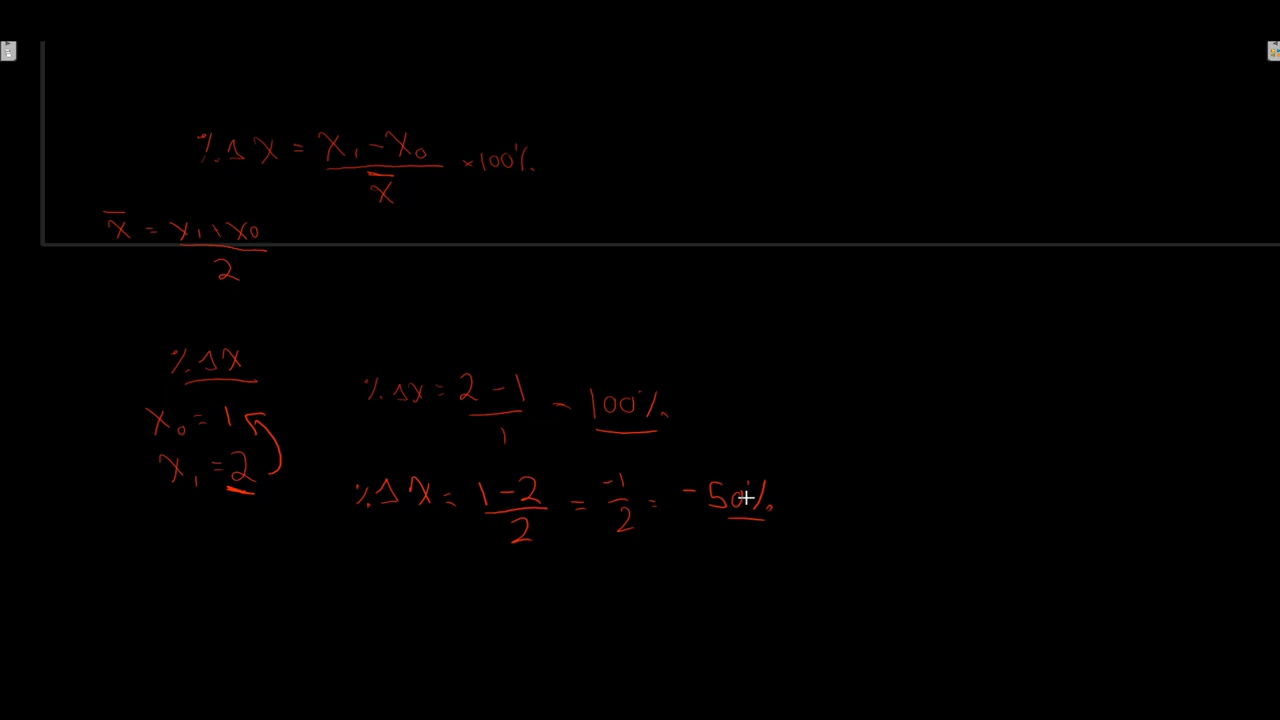 %ΔX = X₁ - X₀ / X̄ × 100%
X̄ = X₁ + X₀ / 2
%ΔX
X₀ = 1
X₁ = 2
%ΔX = 2 - 1 / 1 = 100%
%ΔX = 1 - 2 / 2 = -1 / 2 = -50%